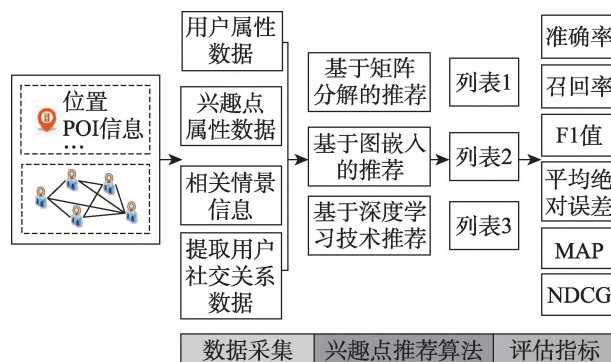 位置
POI信息
...
用户属性
数据
兴趣点
属性数据
相关情景
信息
提取用户
社交关系
数据
基于矩阵
分解的推荐
基于图嵌入
的推荐
基于深度学
习技术推荐
列表1
列表2
列表3
准确率
召回率
F1值
平均绝
对误差
MAP
NDCG
数据采集
兴趣点推荐算法
评估指标